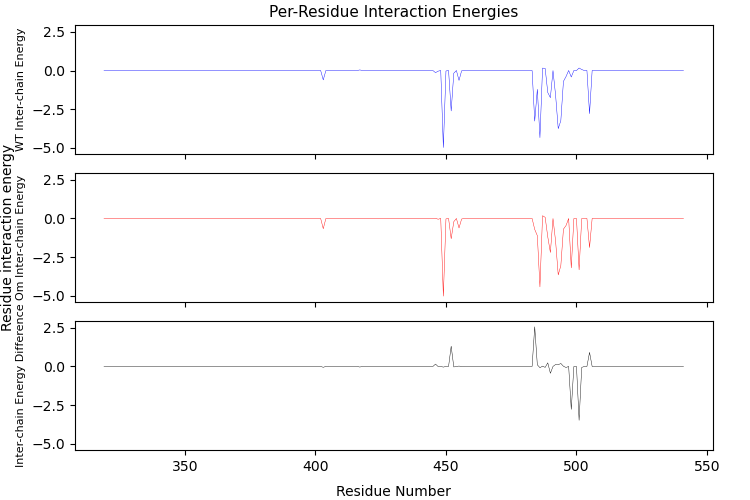 Per-Residue Interaction Energies
Residue interaction energy
WT Inter-chain Energy
2.5
0.0
−2.5
−5.0
Om Inter-chain Energy
2.5
0.0
−2.5
−5.0
Inter-chain Energy Difference
2.5
0.0
−2.5
−5.0
350
400
450
500
550
Residue Number